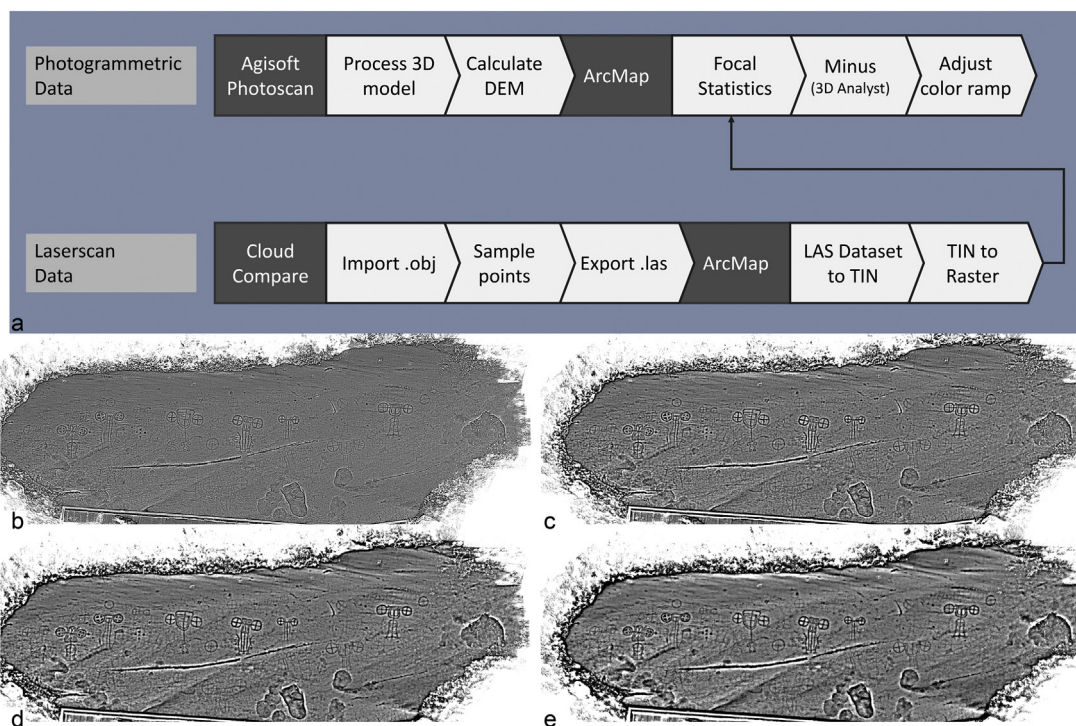 Photogrammetric
Data
Agisoft
Photoscan
Process 3D
model
Calculate
DEM
ArcMap
Focal
Statistics
Minus
(3D Analyst)
Adjust
color ramp
Laserscan
Data
Cloud
Compare
Import .obj
Sample
points
Export .las
ArcMap
LAS Dataset
to TIN
TIN to
Raster
a
b
c
d
e